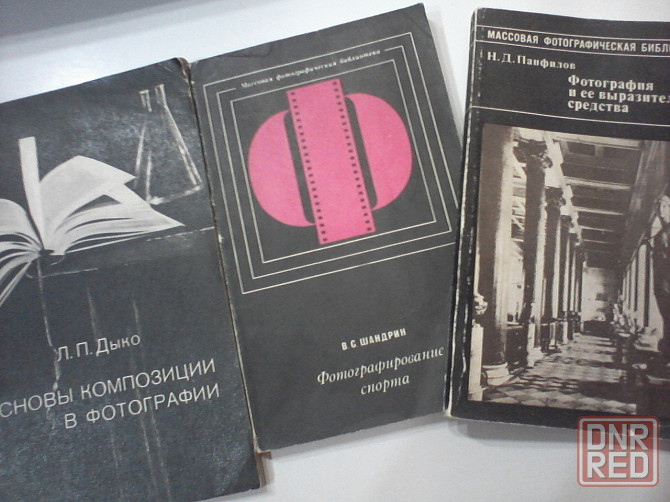 Л.П. Дыко
СНОВЫ КОМПОЗИЦИИ
В ФОТОГРАФИИ
Массовая фотографическая библиотека
В.С. ШАНДРИН
Фотографирование
спорта
МАССОВАЯ ФОТОГРАФИЧЕСКАЯ БИБЛ
Н.Д. Панфилов
Фотография
и ее выразител
средства
DNR
RED